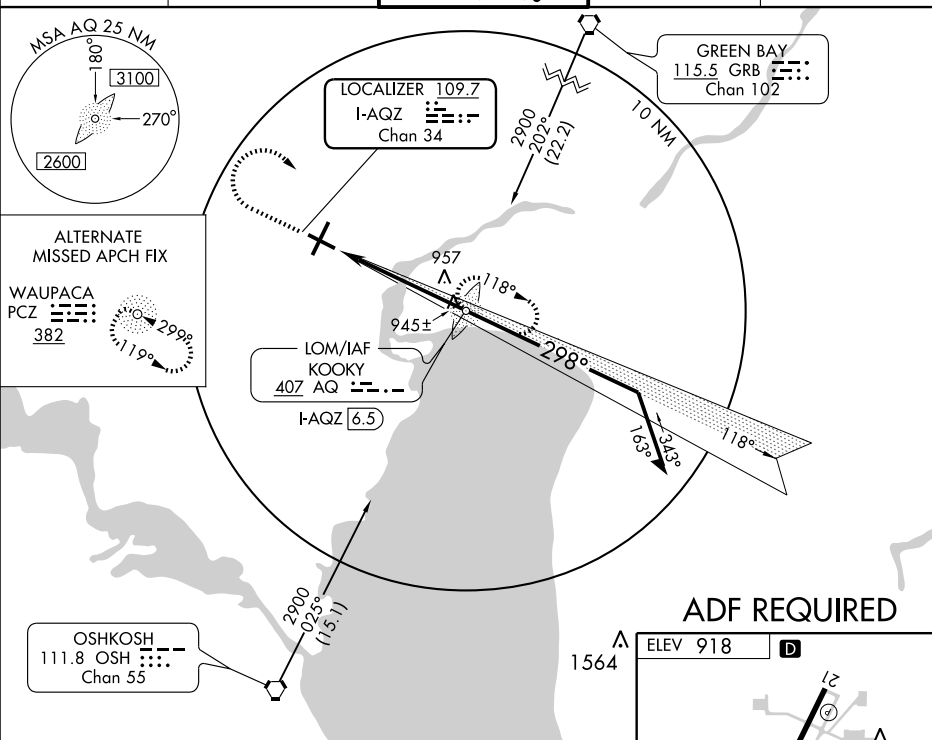 MSA AQ 25 NM
180°
3100
270°
2600
LOCALIZER 109.7
I-AQZ
Chan 34
GREEN BAY
115.5 GRB
Chan 102
10 NM
2900
202°
(22.2)
ALTERNATE
MISSED APCH FIX
WAUPACA
PCZ
382
299°
119°
957
118°
945±
LOM/IAF
KOOKY
407 AQ
I-AQZ 6.5
298°
343°
163°
118°
2900
025°
(15.1)
OSHKOSH
111.8 OSH
Chan 55
ADF REQUIRED
1564
ELEV 918
D
21
P